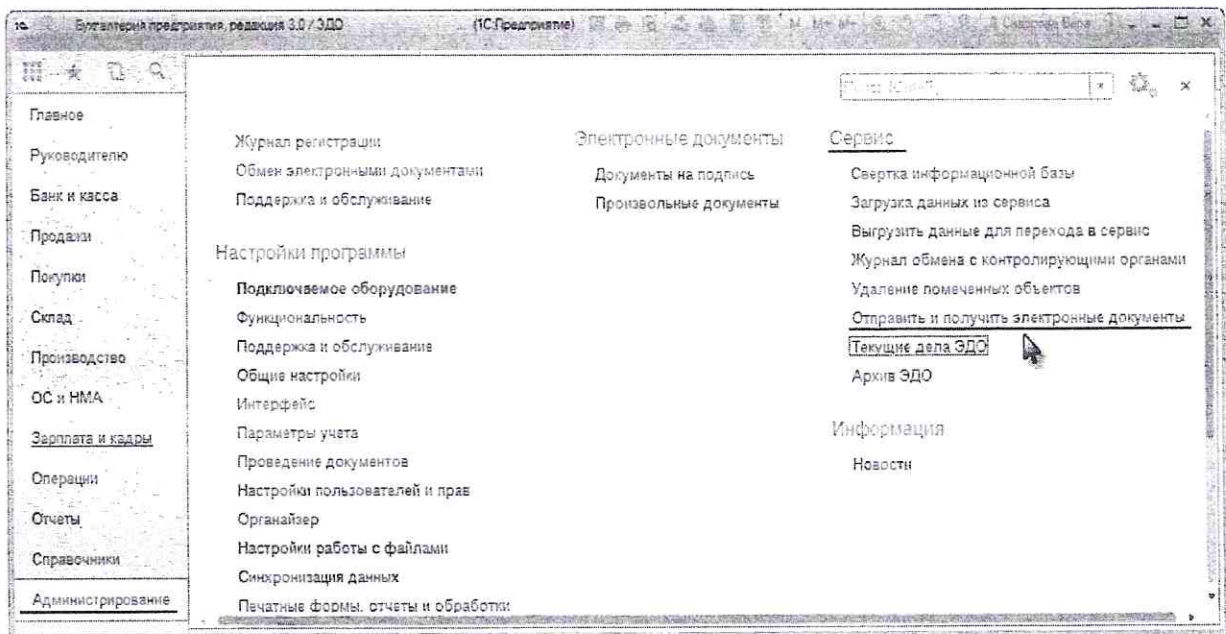 Бухгалтерия предприятия, редакция 3.0 / ЭДО (1С:Предприятие) M M+ M-
Главное
Руководителю
Банк и касса
Продажи
Покупки
Склад
Производство
ОС и НМА
Зарплата и кадры
Операции
Отчеты
Справочники
Администрирование
Журнал регистрации
Обмен электронными документами
Поддержка и обслуживание
Настройки программы
Подключаемое оборудование
Функциональность
Поддержка и обслуживание
Общие настройки
Интерфейс
Параметры учета
Проведение документов
Настройки пользователей и прав
Органайзер
Настройки работы с файлами
Синхронизация данных
Печатные формы, отчеты и обработки
Электронные документы
Документы на подпись
Произвольные документы
Сервис
Свертка информационной базы
Загрузка данных из сервиса
Выгрузить данные для перехода в сервис
Журнал обмена с контролирующими органами
Удаление помеченных объектов
Отправить и получить электронные документы
Текущие дела ЭДО
Архив ЭДО
Информация
Новости